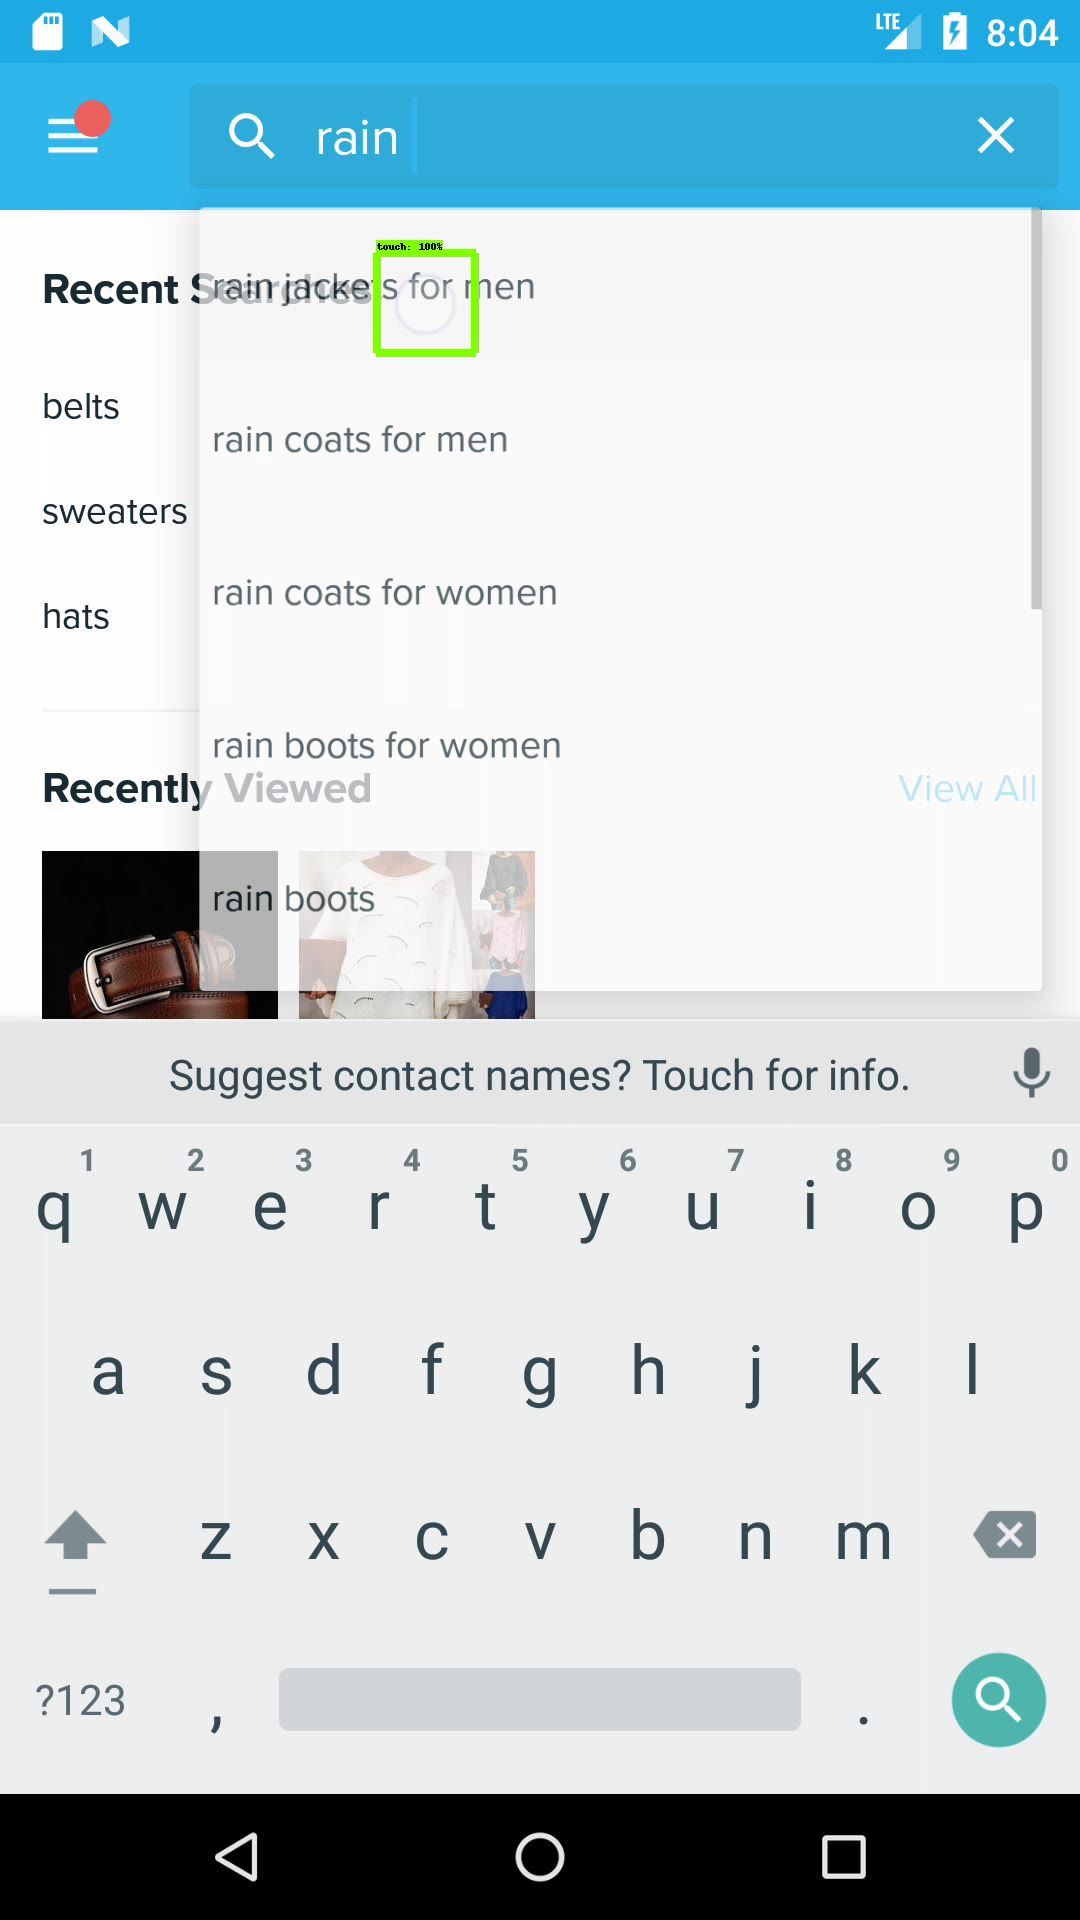 LTE 8:04
rain
touch: 100%
Recent Searches
rain jackets for men
belts
rain coats for men
sweaters
rain coats for women
hats
rain boots for women
Recently Viewed
View All
rain boots
Suggest contact names? Touch for info.
1 2 3 4 5 6 7 8 9 0
q w e r t y u i o p
a s d f g h j k l
z x c v b n m
?123 , .